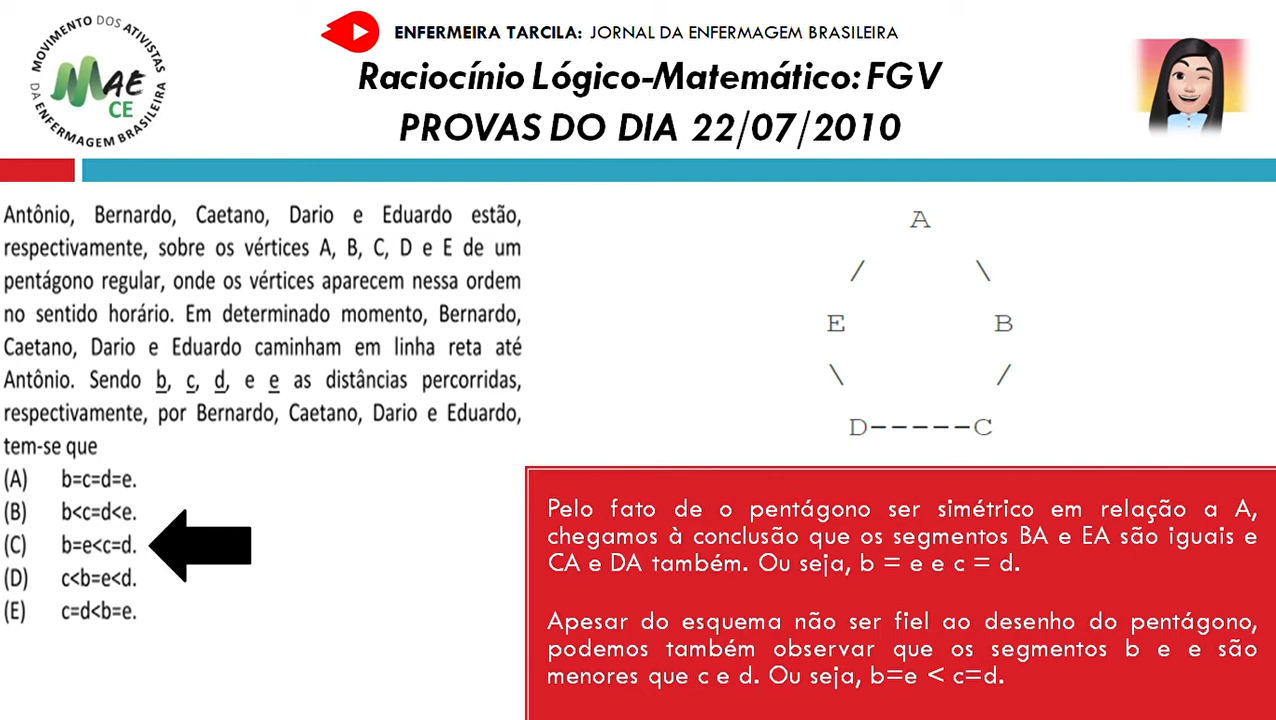 MOVIMENTO DOS ATIVISTAS
DA ENFERMAGEM BRASILEIRA
MAE
CE
ENFERMEIRA TARCILA: JORNAL DA ENFERMAGEM BRASILEIRA
Raciocínio Lógico-Matemático: FGV
PROVAS DO DIA 22/07/2010
Antônio, Bernardo, Caetano, Dario e Eduardo estão,
respectivamente, sobre os vértices A, B, C, D e E de um
pentágono regular, onde os vértices aparecem nessa ordem
no sentido horário. Em determinado momento, Bernardo,
Caetano, Dario e Eduardo caminham em linha reta até
Antônio. Sendo b, c, d, e e as distâncias percorridas,
respectivamente, por Bernardo, Caetano, Dario e Eduardo,
tem-se que
(A) b=c=d=e.
(B) b<c=d<e.
(C) b=e<c=d.
(D) c<b=e<d.
(E) c=d<b=e.
A
/ \
E B
\ /
D-----C
Pelo fato de o pentágono ser simétrico em relação a A,
chegamos à conclusão que os segmentos BA e EA são iguais e
CA e DA também. Ou seja, b = e e c = d.
Apesar do esquema não ser fiel ao desenho do pentágono,
podemos também observar que os segmentos b e e são
menores que c e d. Ou seja, b=e < c=d.